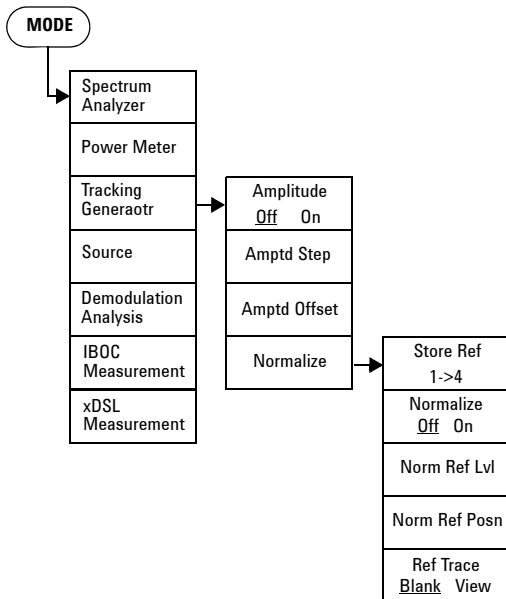 MODE
Spectrum
Analyzer
Power Meter
Tracking
Generaotr
Source
Demodulation
Analysis
IBOC
Measurement
xDSL
Measurement
Amplitude
Off On
Amptd Step
Amptd Offset
Normalize
Store Ref
1->4
Normalize
Off On
Norm Ref Lvl
Norm Ref Posn
Ref Trace
Blank View